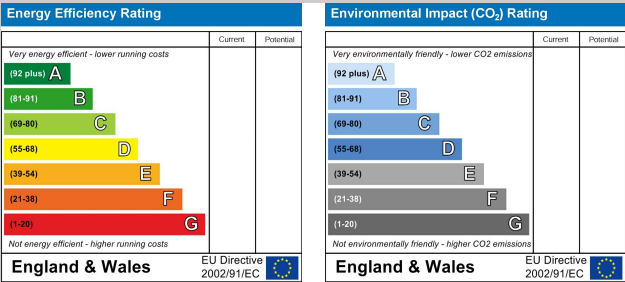 Energy Efficiency Rating
Current Potential
Very energy efficient - lower running costs
(92 plus) A
(81-91) B
(69-80) C
(55-68) D
(39-54) E
(21-38) F
(1-20) G
Not energy efficient - higher running costs
England & Wales
EU Directive
2002/91/EC
Environmental Impact (CO₂) Rating
Current Potential
Very environmentally friendly - lower CO2 emissions
(92 plus) A
(81-91) B
(69-80) C
(55-68) D
(39-54) E
(21-38) F
(1-20) G
Not environmentally friendly - higher CO2 emissions
England & Wales
EU Directive
2002/91/EC